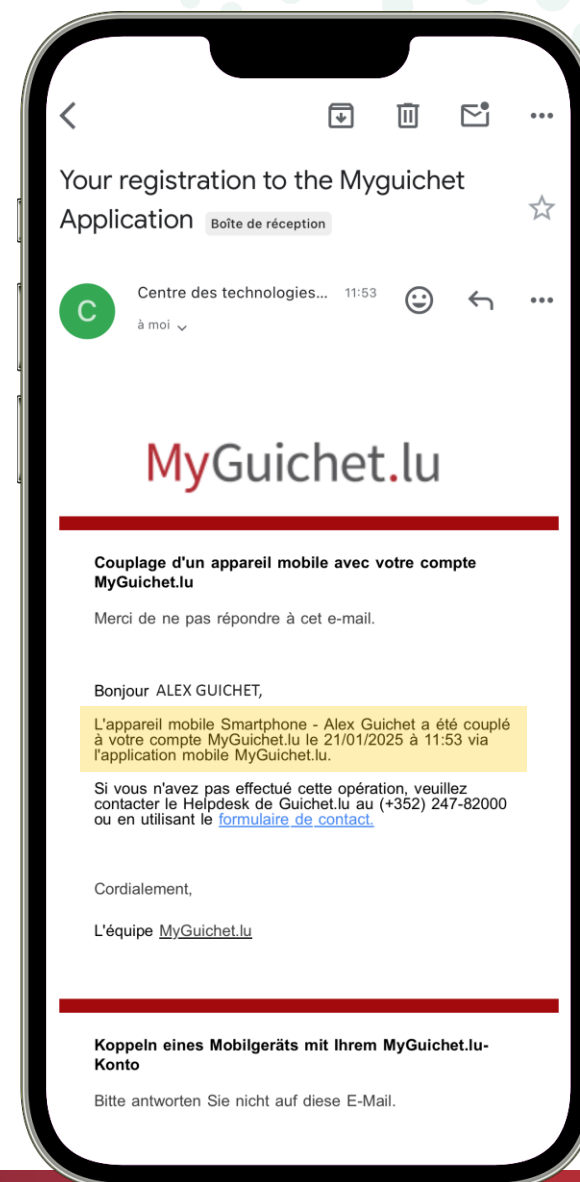 Your registration to the Myguichet
Application Boîte de réception
C
Centre des technologies... 11:53
à moi
MyGuichet.lu
Couplage d'un appareil mobile avec votre compte
MyGuichet.lu
Merci de ne pas répondre à cet e-mail.
Bonjour ALEX GUICHET,
L'appareil mobile Smartphone - Alex Guichet a été couplé
à votre compte MyGuichet.lu le 21/01/2025 à 11:53 via
l'application mobile MyGuichet.lu.
Si vous n'avez pas effectué cette opération, veuillez
contacter le Helpdesk de Guichet.lu au (+352) 247-82000
ou en utilisant le formulaire de contact.
Cordialement,
L'équipe MyGuichet.lu
Koppeln eines Mobilgeräts mit Ihrem MyGuichet.lu-
Konto
Bitte antworten Sie nicht auf diese E-Mail.